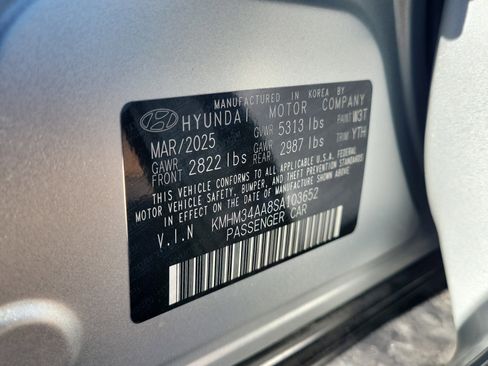 MANUFACTURED IN KOREA BY
HYUNDAI MOTOR COMPANY
MAR/2025 GVWR 5313 lbs PAINT W3T
GAWR FRONT 2822 lbs GAWR REAR 2987 lbs TRIM YTH
THIS VEHICLE CONFORMS TO ALL APPLICABLE U.S.A. FEDERAL
MOTOR VEHICLE SAFETY, BUMPER, AND THEFT PREVENTION STANDARDS
IN EFFECT ON THE DATE OF MANUFACTURE SHOWN ABOVE.
V.I.N KMHM34AA8SA103652
PASSENGER CAR